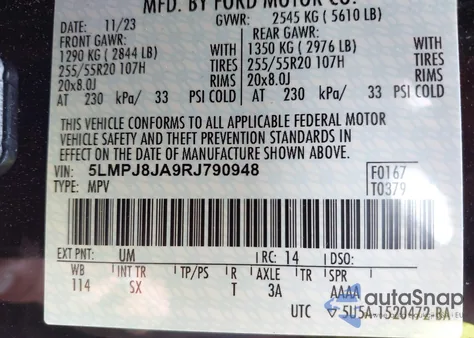 MFD. BY FORD MOTOR CO.
11/23 GVWR: 2545 KG ( 5610 LB)
FRONT GAWR: REAR GAWR:
1290 KG ( 2844 LB) WITH 1350 KG ( 2976 LB) WITH
255/55R20 107H TIRES 255/55R20 107H TIRES
20x8.0J RIMS 20x8.0J RIMS
AT 230 kPa/ 33 PSI COLD AT 230 kPa/ 33 PSI COLD
THIS VEHICLE CONFORMS TO ALL APPLICABLE FEDERAL MOTOR
VEHICLE SAFETY AND THEFT PREVENTION STANDARDS IN
EFFECT ON THE DATE OF MANUFACTURE SHOWN ABOVE.
VIN: 5LMPJ8JA9RJ790948 F0167
TYPE: MPV T0379
EXT PNT: UM RC: 14 DSO:
WB INT TR TP/PS R AXLE TR SPR
114 SX T 3A AAAA
UTC 5U5A-1520472-BA
autoSnap